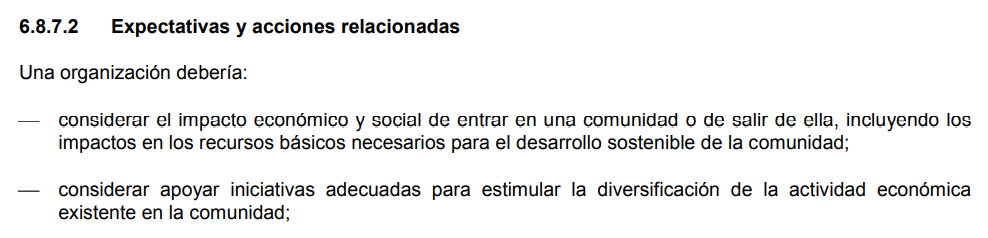 6.8.7.2 Expectativas y acciones relacionadas
Una organización debería:
— considerar el impacto económico y social de entrar en una comunidad o de salir de ella, incluyendo los
impactos en los recursos básicos necesarios para el desarrollo sostenible de la comunidad;
— considerar apoyar iniciativas adecuadas para estimular la diversificación de la actividad económica
existente en la comunidad;